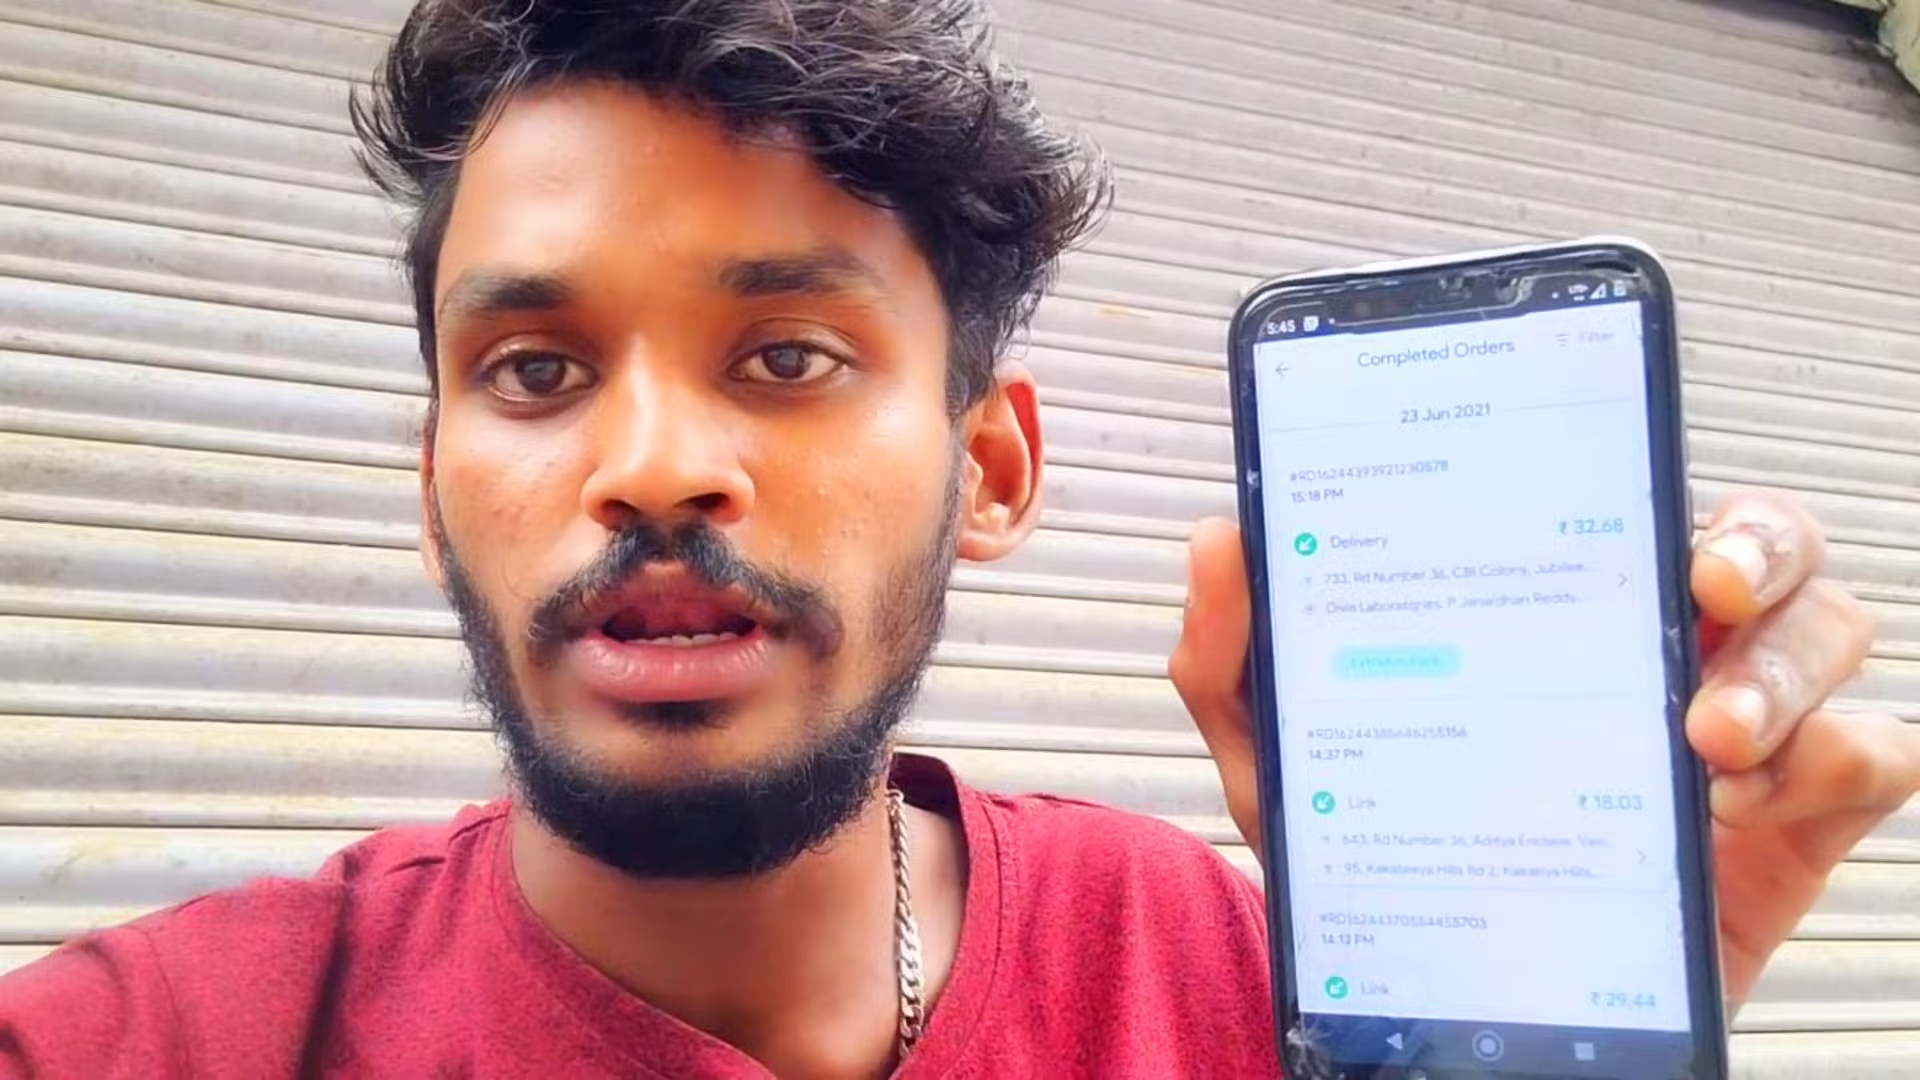 5:45
Completed Orders
Filter
23 Jun 2021
#RD16244393921230578
15:18 PM
Delivery
₹ 32.68
733, Rd Number 36, CBI Colony, Jubilee...
Divis Laboratories, P Janardhan Reddy...
14:37 PM
Link
₹ 18.03
643, Rd Number 36, Aditya Enclave, Ven...
95, Kakateeya Hills Rd 2, Kakatiya Hills,...
14:13 PM
Link
₹ 29.44